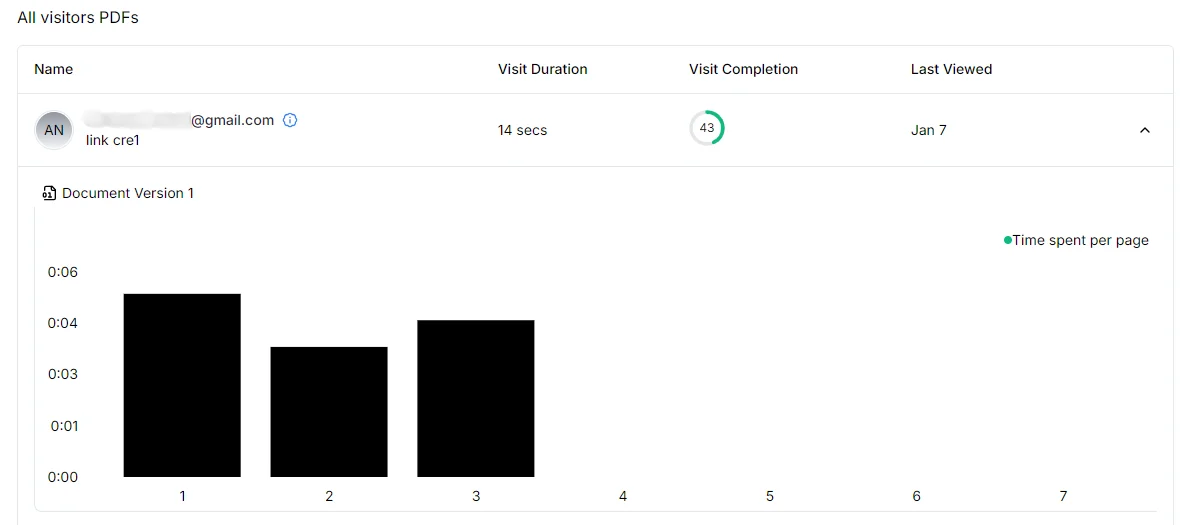 All visitors PDFs
Name Visit Duration Visit Completion Last Viewed
AN @gmail.com
link cre1
14 secs 43 Jan 7
Document Version 1
Time spent per page
0:06
0:04
0:03
0:01
0:00
1 2 3 4 5 6 7